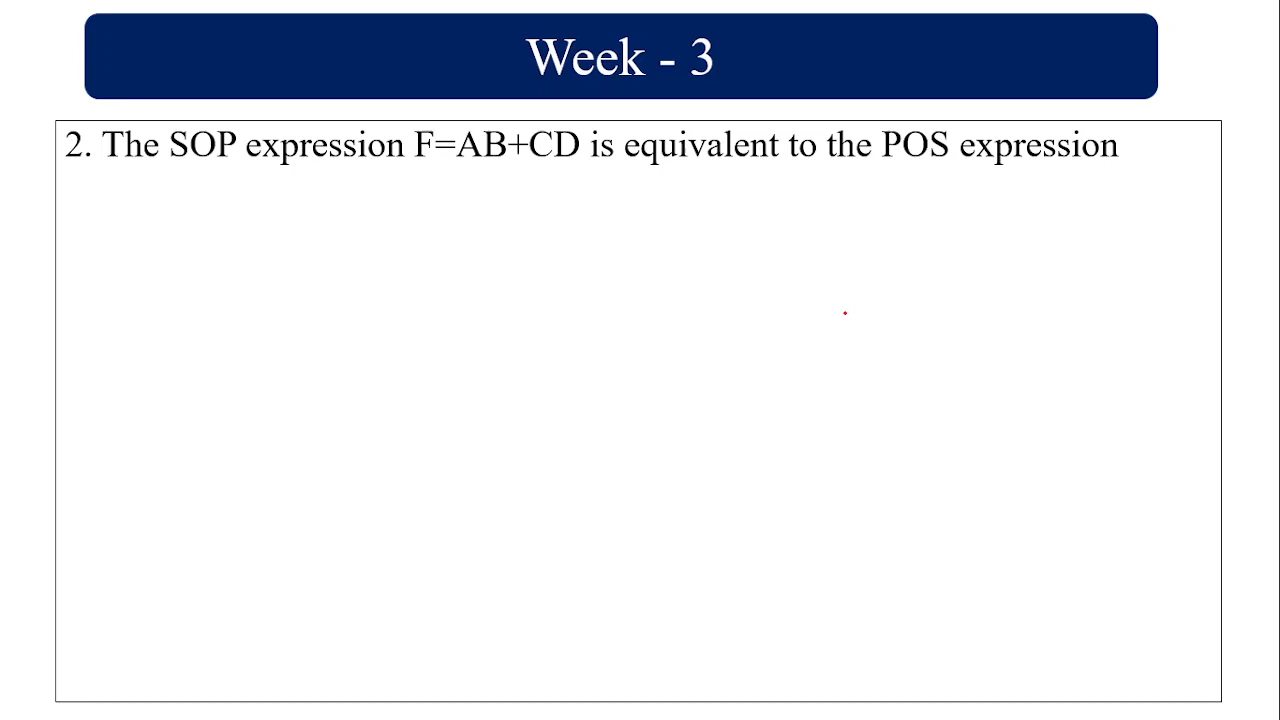 Week - 3
2. The SOP expression F=AB+CD is equivalent to the POS expression